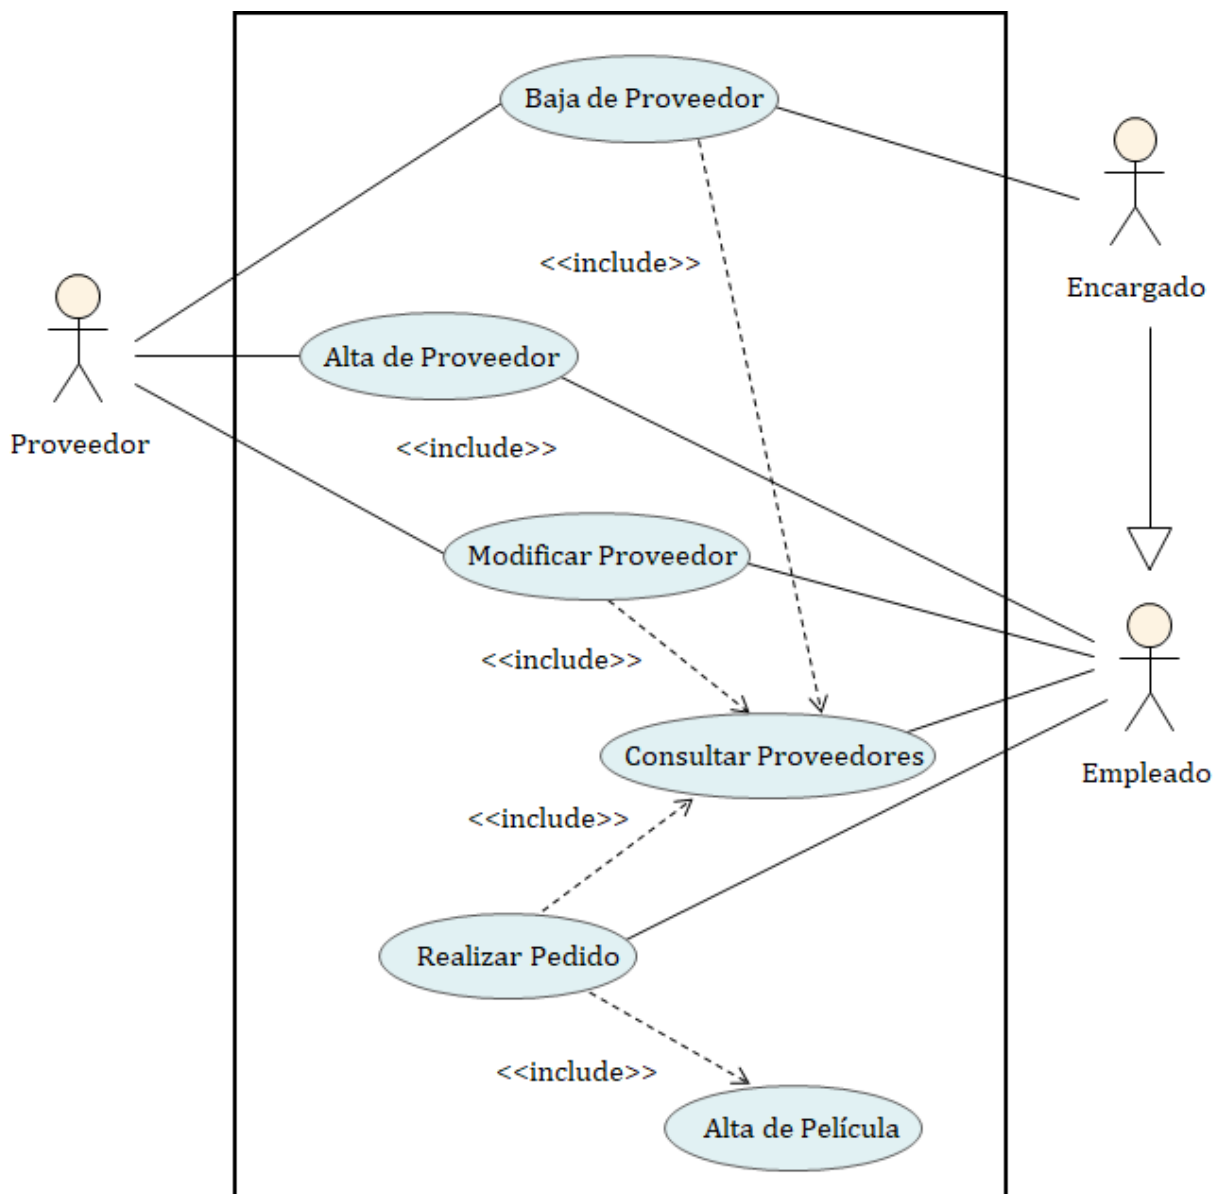 Baja de Proveedor
<<include>>
Encargado
Alta de Proveedor
Proveedor
<<include>>
Modificar Proveedor
<<include>>
Consultar Proveedores
Empleado
<<include>>
Realizar Pedido
<<include>>
Alta de Película